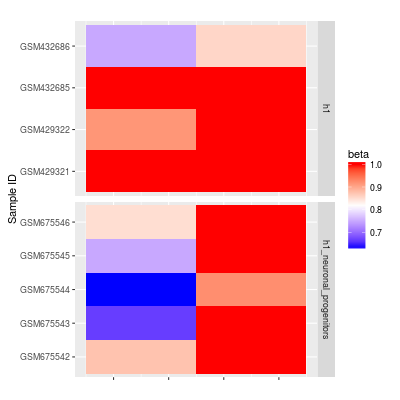 Sample ID
GSM432686
GSM432685
GSM429322
GSM429321
h1
GSM675546
GSM675545
GSM675544
GSM675543
GSM675542
h1_neuronal_progenitors
beta
1.0
0.9
0.8
0.7